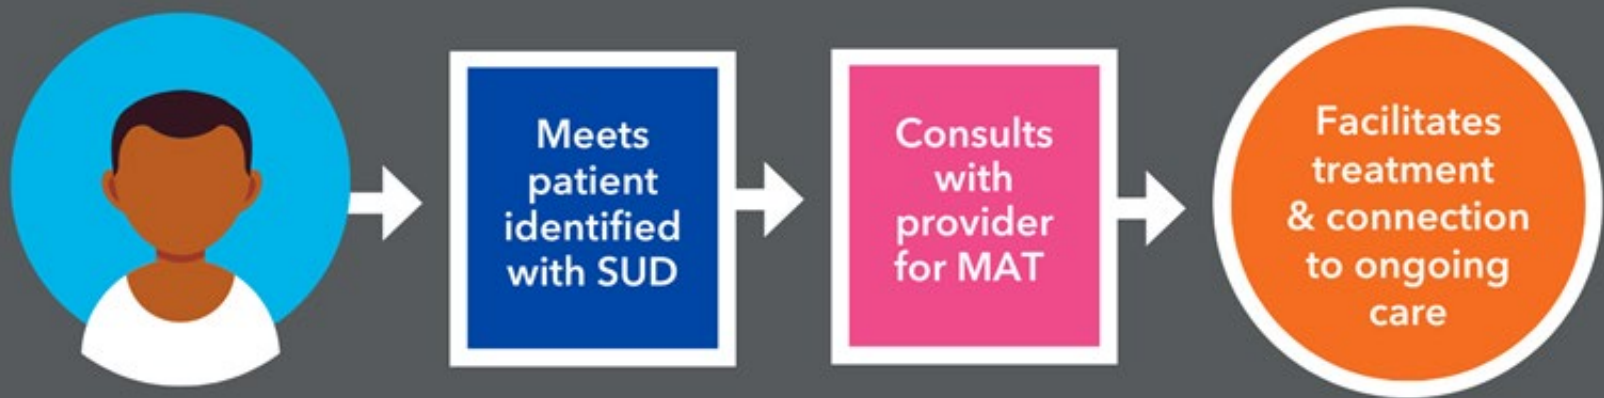 Meets
patient
identified
with SUD
Consults
with
provider
for MAT
Facilitates
treatment
& connection
to ongoing
care